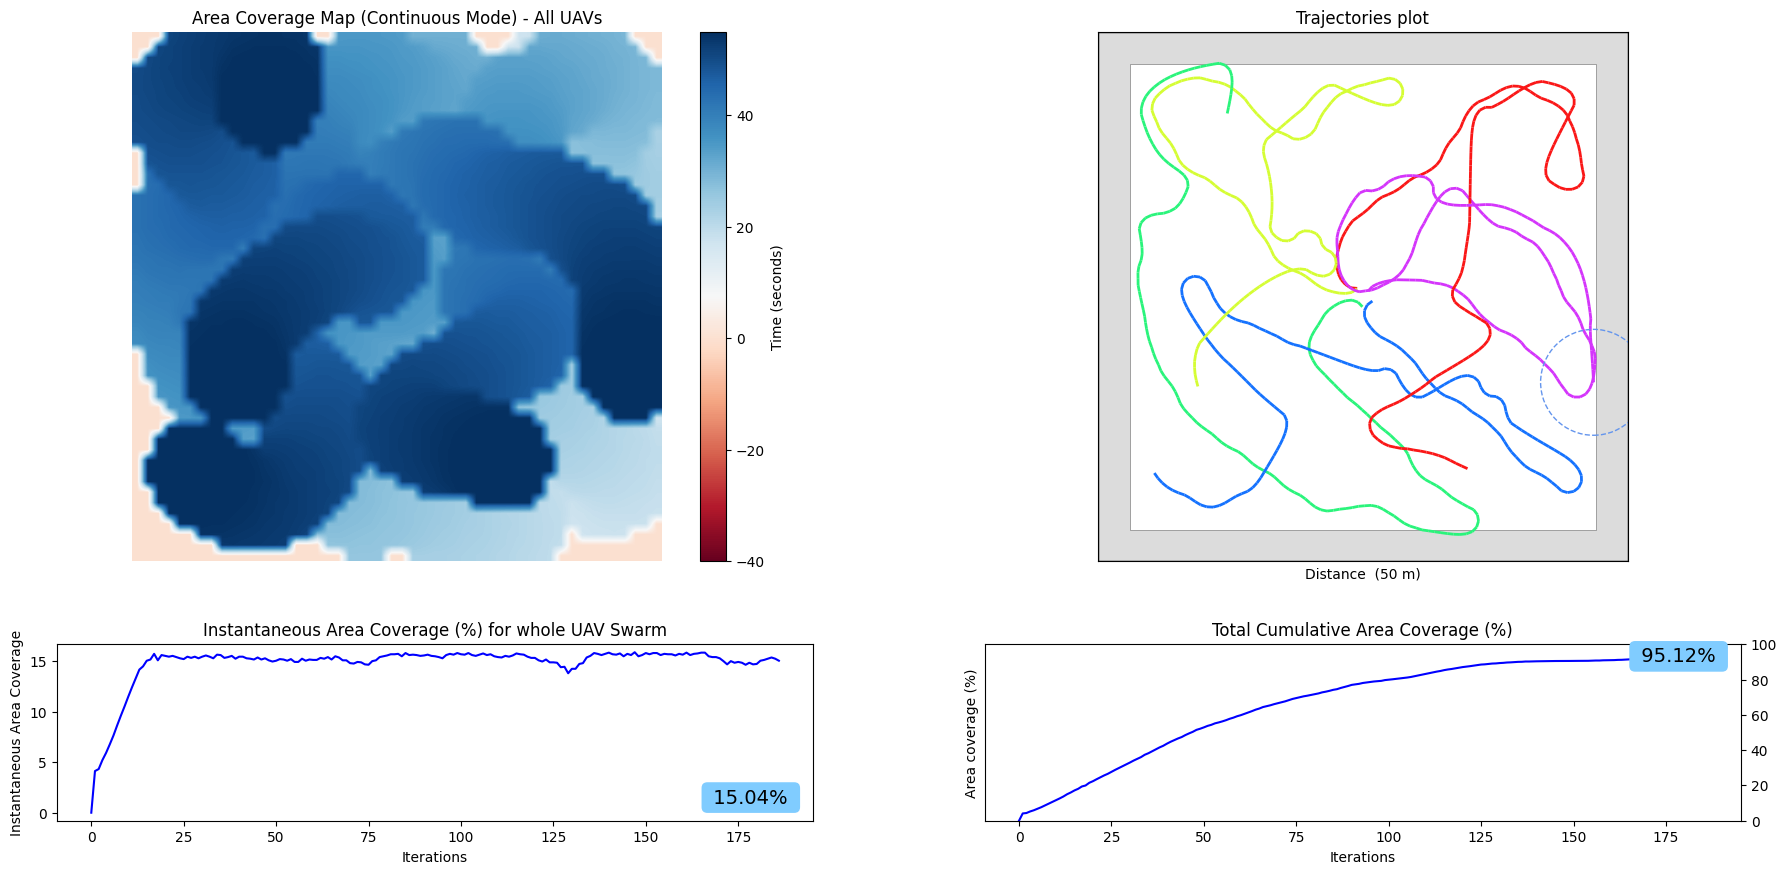 Area Coverage Map (Continuous Mode) - All UAVs
40
20
0
−20
−40
Time (seconds)
Trajectories plot
Distance  (50 m)
Instantaneous Area Coverage (%) for whole UAV Swarm
Instantaneous Area Coverage
15
10
5
0
15.04%
0 25 50 75 100 125 150 175
Iterations
Total Cumulative Area Coverage (%)
Area coverage (%)
95.12%
100
80
60
40
20
0
0 25 50 75 100 125 150 175
Iterations